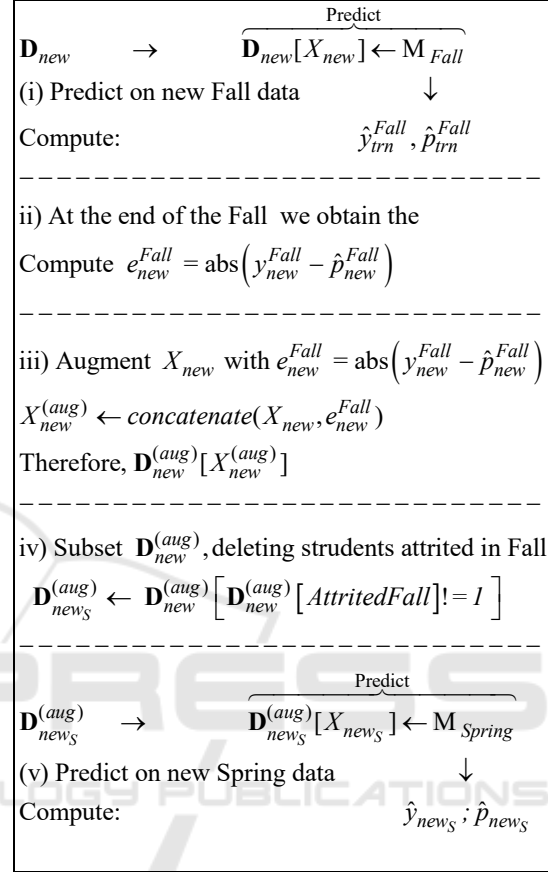 Predict
𝐃_new → 𝐃_new[X_new] ← M_Fall
(i) Predict on new Fall data ↓
Compute: ŷ_trn^Fall , p̂_trn^Fall
ii) At the end of the Fall we obtain the
Compute e_new^Fall = abs(y_new^Fall − p̂_new^Fall)
iii) Augment X_new with e_new^Fall = abs(y_new^Fall − p̂_new^Fall)
X_new^(aug) ← concatenate(X_new, e_new^Fall)
Therefore, 𝐃_new^(aug)[X_new^(aug)]
iv) Subset 𝐃_new^(aug), deleting strudents attrited in Fall
𝐃_new_S^(aug) ← 𝐃_new^(aug)[𝐃_new^(aug)[AttritedFall]!= 1]
Predict
𝐃_new_S^(aug) → 𝐃_new_S^(aug)[X_new_S] ← M_Spring
(v) Predict on new Spring data ↓
Compute: ŷ_new_S ; p̂_new_S